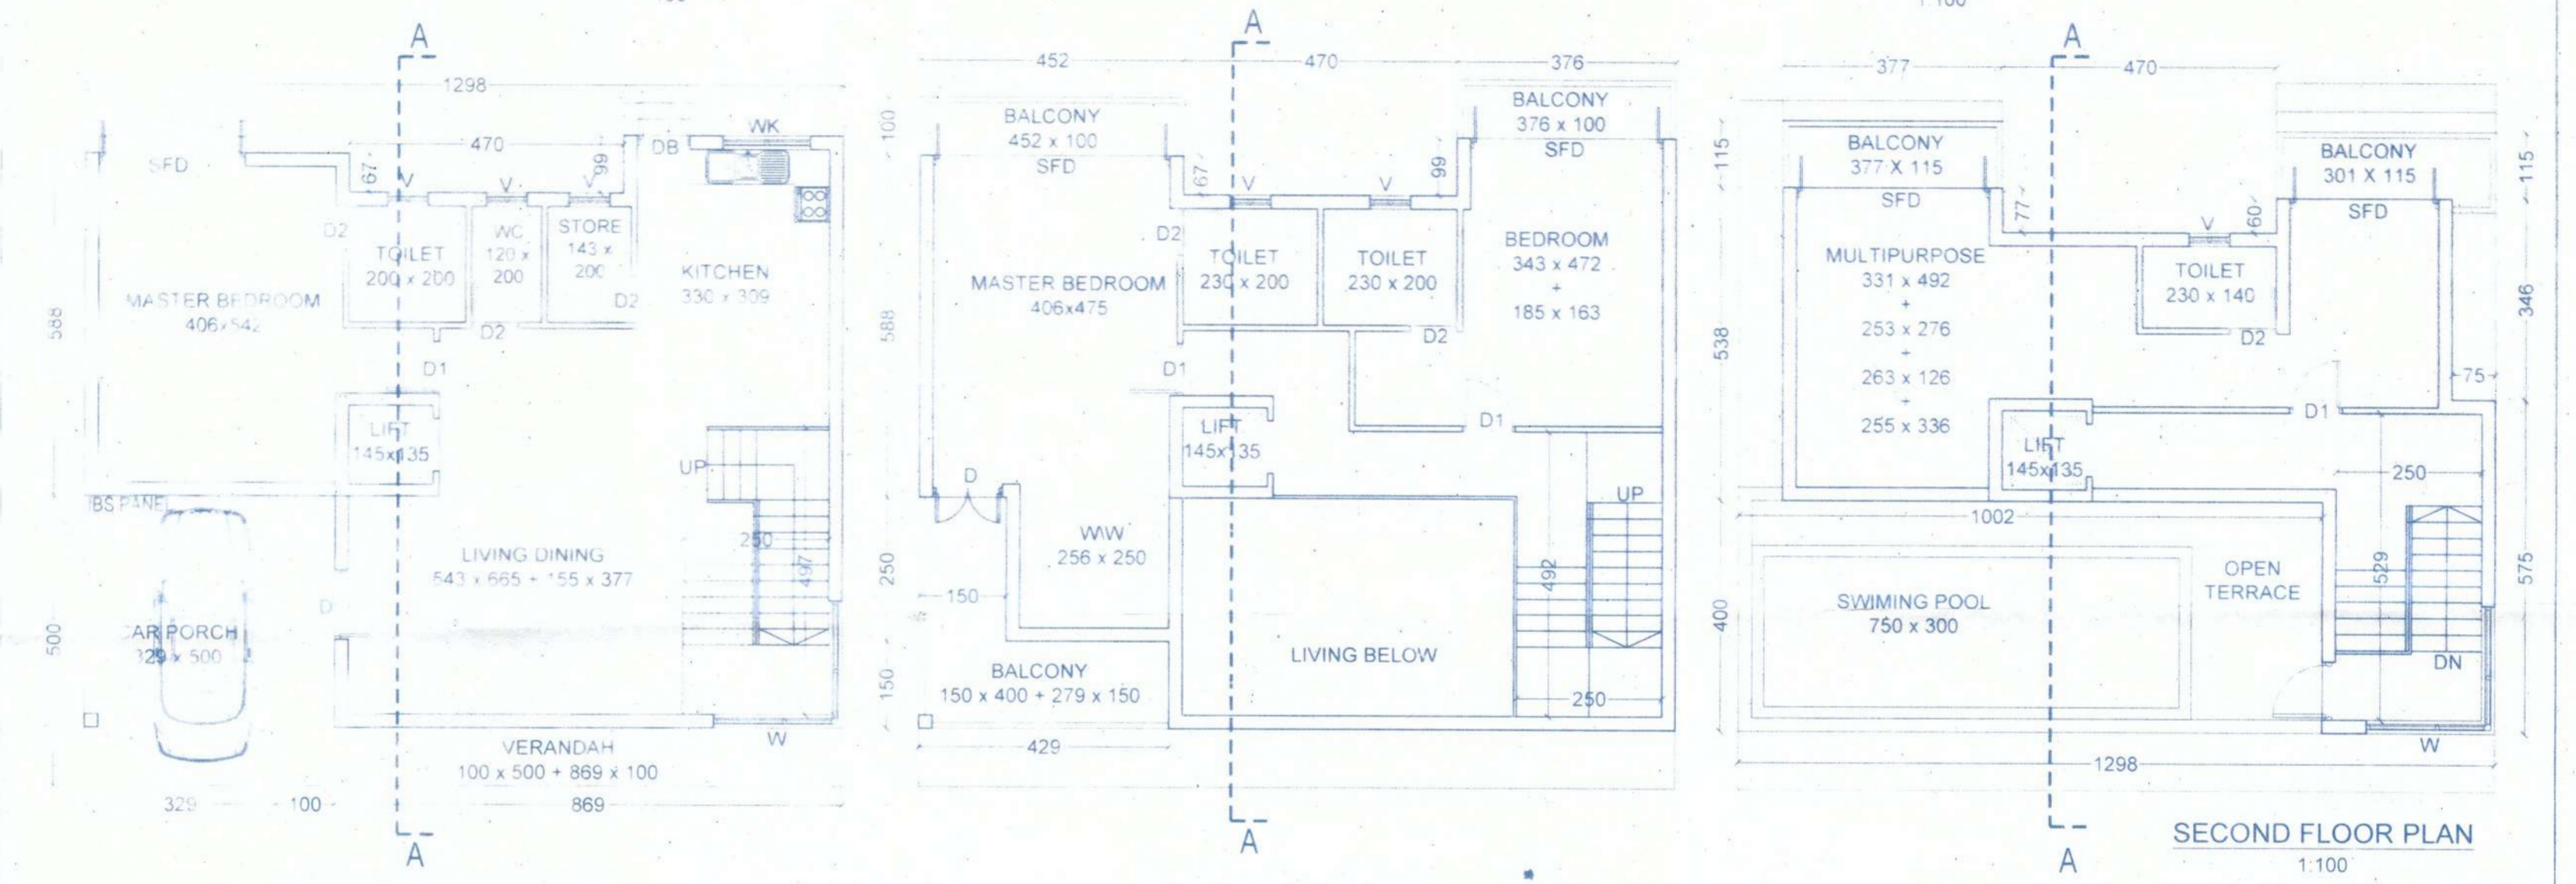 A
1298
WK
470
DB
SFD
67
V
V
V
99
D2
TOILET
200 x 200
WC
120 x
200
STORE
143 x
200
KITCHEN
330 x 309
MASTER BEDROOM
406x542
D2
D2
588
D1
LIFT
145x135
UP
250
497
LIVING DINING
543 x 665 + 155 x 377
D
500
329 x 500
W
VERANDAH
100 x 500 + 869 x 100
329
100
869
A
A
452
470
376
BALCONY
452 x 100
BALCONY
376 x 100
100
SFD
SFD
67
V
V
99
D2
TOILET
230 x 200
TOILET
230 x 200
BEDROOM
343 x 472
+
185 x 163
MASTER BEDROOM
406x475
588
D2
D1
LIFT
145x135
D1
D
UP
W/W
256 x 250
250
150
492
LIVING BELOW
BALCONY
150 x 400 + 279 x 150
150
250
429
A
1:100
A
377
470
115
BALCONY
377 X 115
BALCONY
301 X 115
115
SFD
SFD
77
V
60
MULTIPURPOSE
331 x 492
+
253 x 276
+
263 x 126
+
255 x 336
TOILET
230 x 140
D2
346
538
75
D1
LIFT
145x135
250
1002
OPEN
TERRACE
529
575
SWIMING POOL
750 x 300
400
DN
W
1298
A
SECOND FLOOR PLAN
1:100